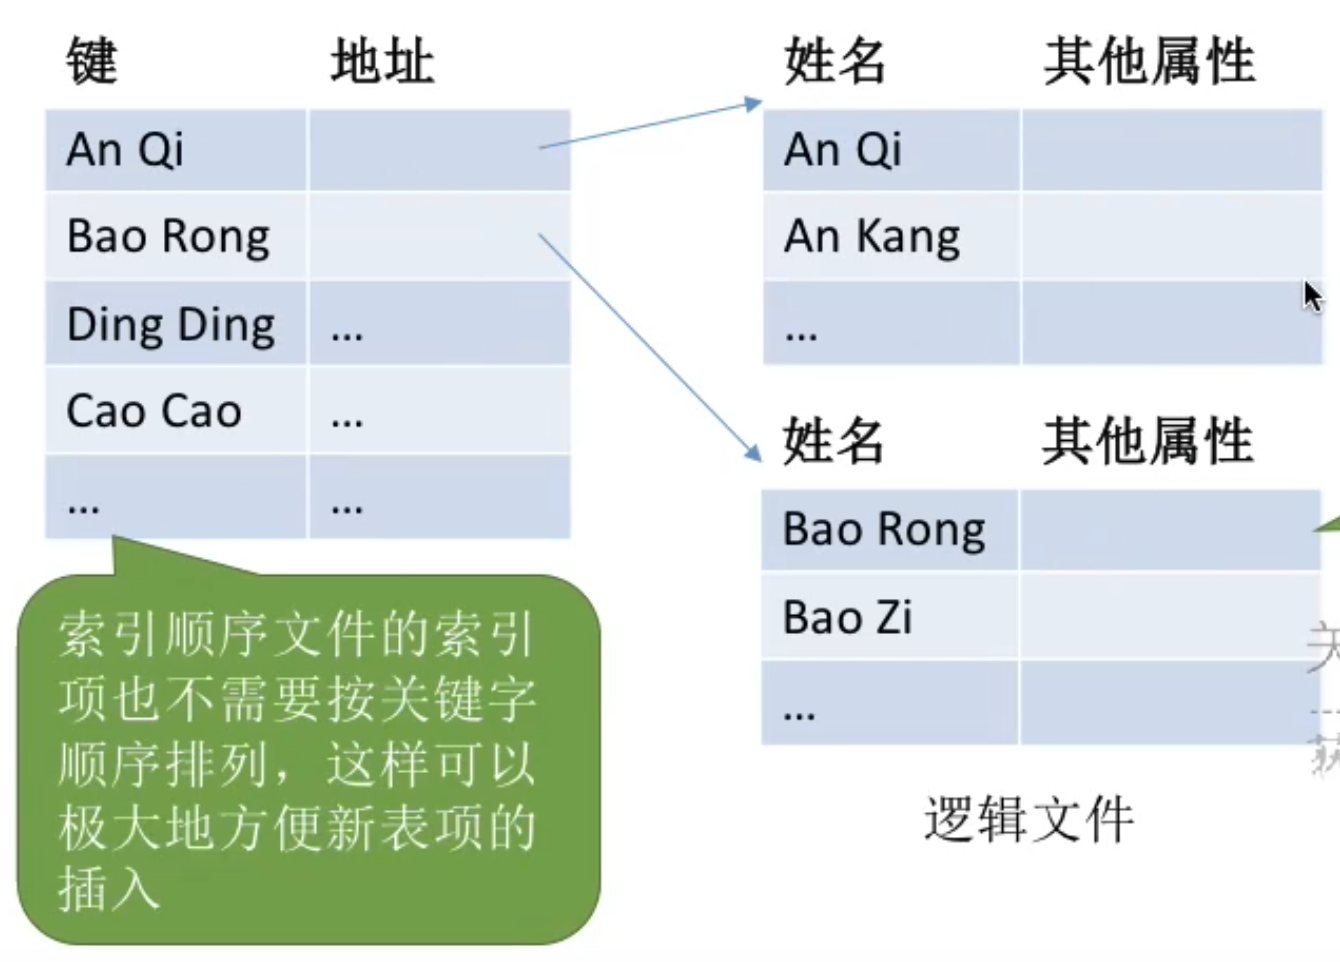 键 地址
An Qi
Bao Rong
Ding Ding ...
Cao Cao ...
... ...
姓名 其他属性
An Qi
An Kang
...
姓名 其他属性
Bao Rong
Bao Zi
...
逻辑文件
索引顺序文件的索引
项也不需要按关键字
顺序排列，这样可以
极大地方便新表项的
插入